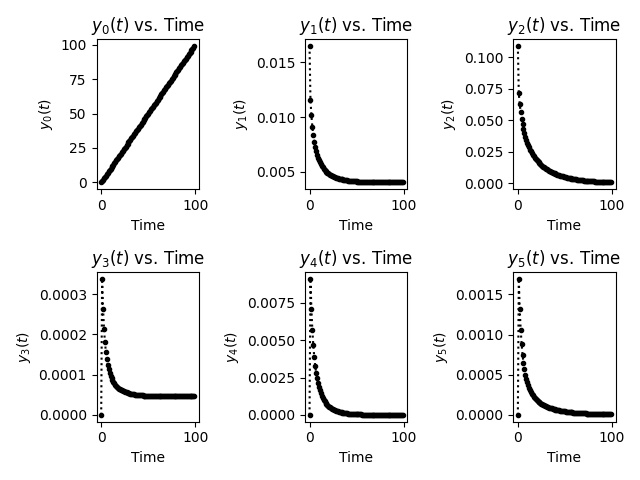 y₀(t) vs. Time
y₁(t) vs. Time
y₂(t) vs. Time
100
75
50
25
0
y₀(t)
0
100
Time
0.015
0.010
0.005
y₁(t)
0
100
Time
0.100
0.075
0.050
0.025
0.000
y₂(t)
0
100
Time
y₃(t) vs. Time
y₄(t) vs. Time
y₅(t) vs. Time
0.0003
0.0002
0.0001
0.0000
y₃(t)
0
100
Time
0.0075
0.0050
0.0025
0.0000
y₄(t)
0
100
Time
0.0015
0.0010
0.0005
0.0000
y₅(t)
0
100
Time